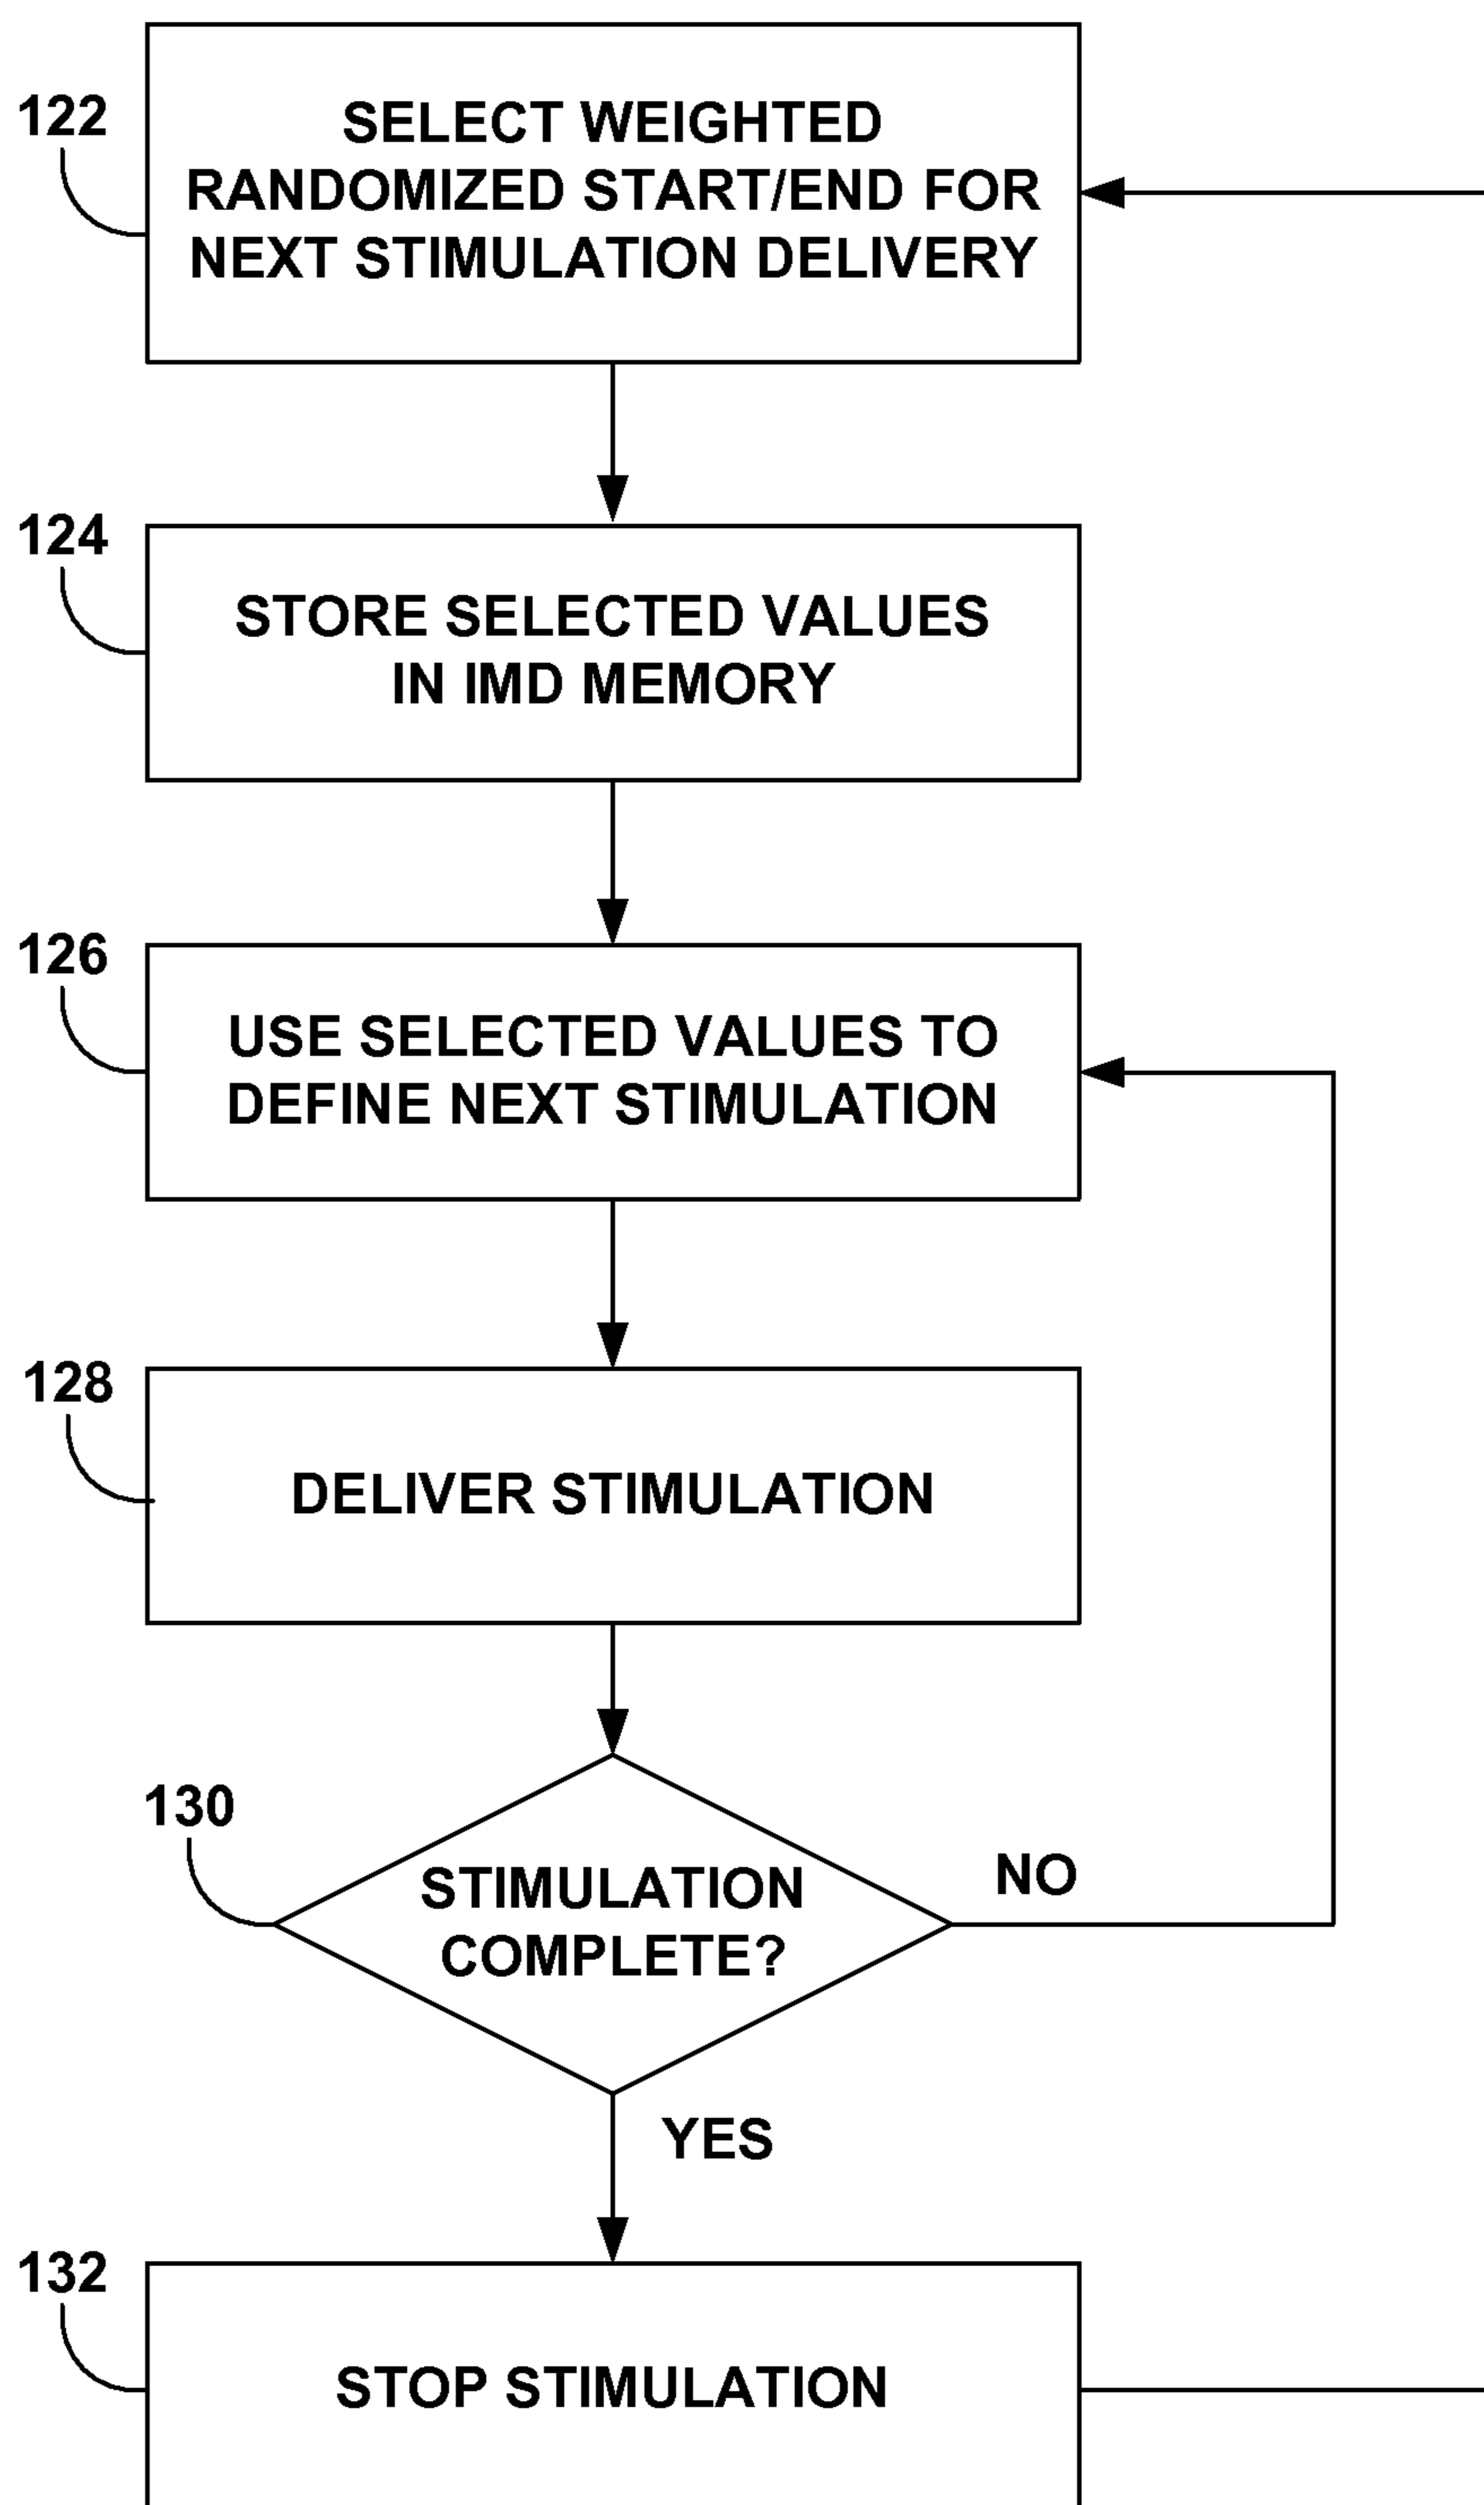 122
SELECT WEIGHTED
RANDOMIZED START/END FOR
NEXT STIMULATION DELIVERY
124
STORE SELECTED VALUES
IN IMD MEMORY
126
USE SELECTED VALUES TO
DEFINE NEXT STIMULATION
128
DELIVER STIMULATION
130
STIMULATION
COMPLETE?
NO
YES
132
STOP STIMULATION